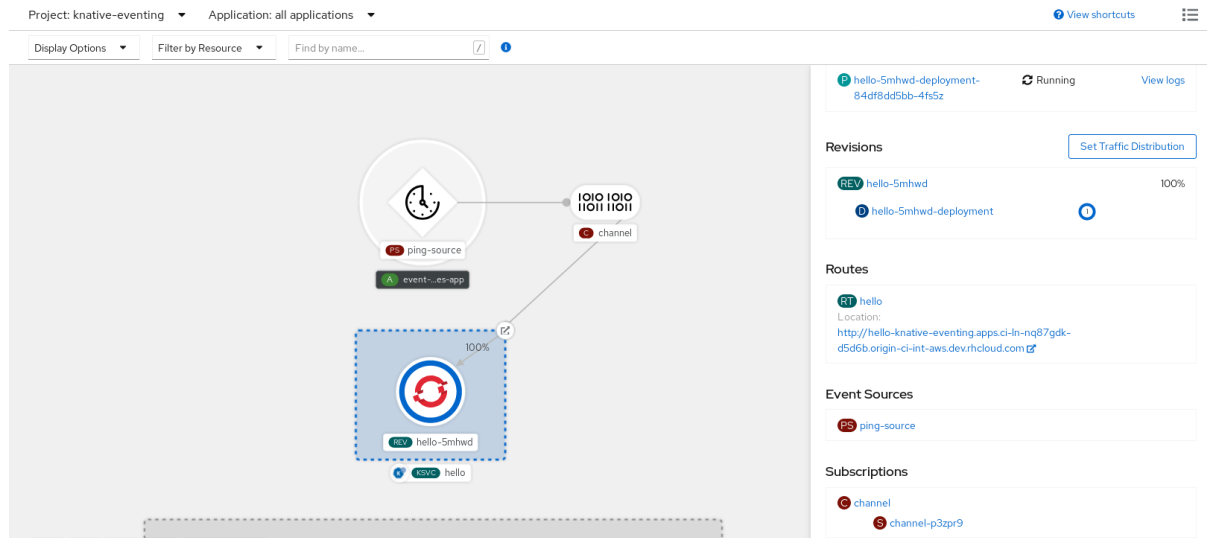 Project: knative-eventing Application: all applications View shortcuts
Display Options Filter by Resource Find by name... /
P hello-5mhwd-deployment-84df8dd5bb-4fs5z Running View logs
Revisions Set Traffic Distribution
REV hello-5mhwd 100%
D hello-5mhwd-deployment 1
Routes
RT hello
Location:
http://hello-knative-eventing.apps.ci-ln-nq87gdk-
d5d6b.origin-ci-int-aws.dev.rhcloud.com
Event Sources
PS ping-source
Subscriptions
C channel
S channel-p3zpr9
1010 1010
11011 11011
C channel
PS ping-source
A event-...es-app
100%
REV hello-5mhwd
KSVC hello